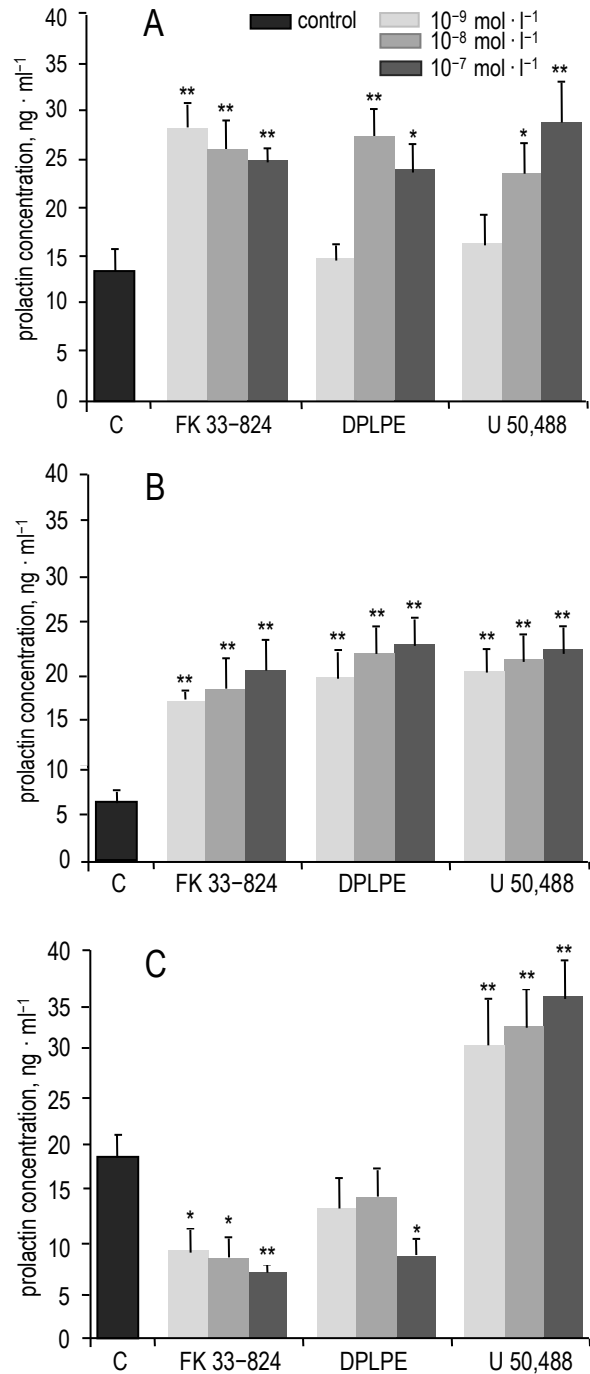 A
control
10⁻⁹ mol · l⁻¹
10⁻⁸ mol · l⁻¹
10⁻⁷ mol · l⁻¹
prolactin concentration, ng · ml⁻¹
40
35
30
25
20
15
10
5
0
** ** ** ** * * **
C FK 33–824 DPLPE U 50,488
B
prolactin concentration, ng · ml⁻¹
40
35
30
25
20
15
10
5
0
** ** ** ** ** ** ** ** **
C FK 33–824 DPLPE U 50,488
C
prolactin concentration, ng · ml⁻¹
40
35
30
25
20
15
10
5
0
* * ** * ** ** **
C FK 33–824 DPLPE U 50,488